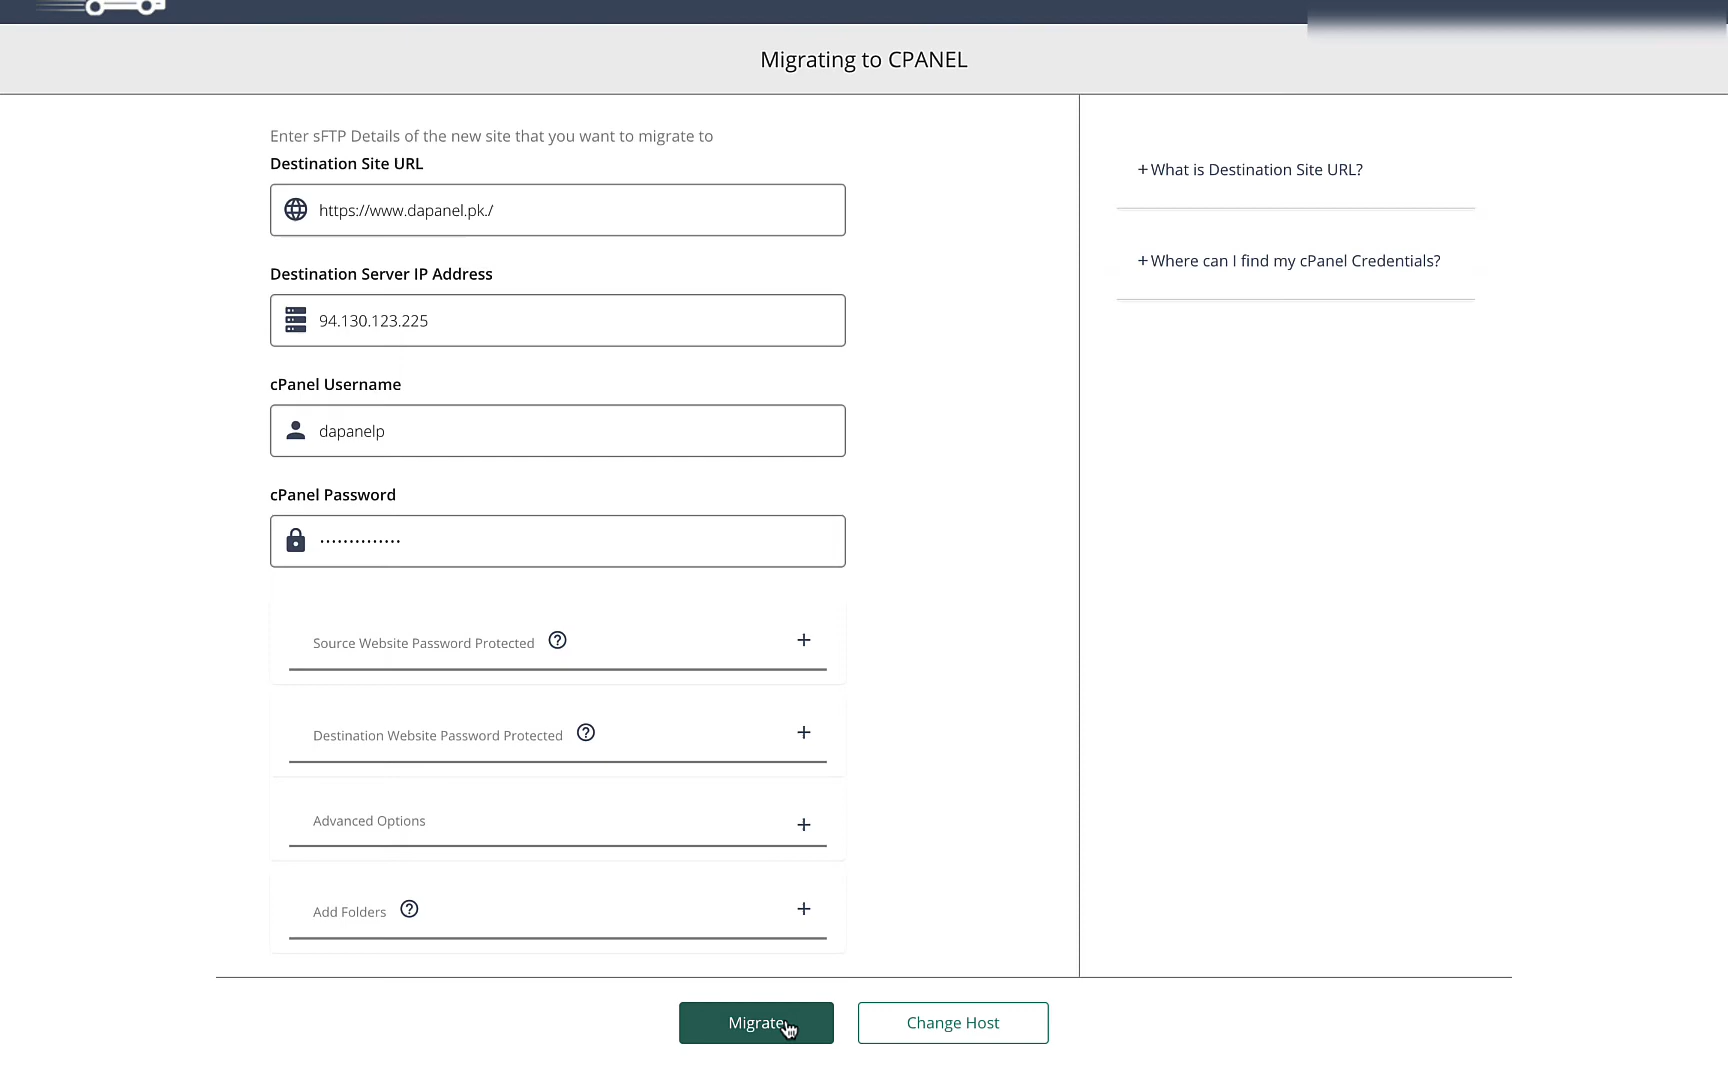 Migrating to CPANEL
Enter sFTP Details of the new site that you want to migrate to
Destination Site URL
https://www.dapanel.pk./
Destination Server IP Address
94.130.123.225
cPanel Username
dapanelp
cPanel Password
··············
Source Website Password Protected ?
+
Destination Website Password Protected ?
+
Advanced Options
+
Add Folders ?
+
+ What is Destination Site URL?
+ Where can I find my cPanel Credentials?
Migrate
Change Host